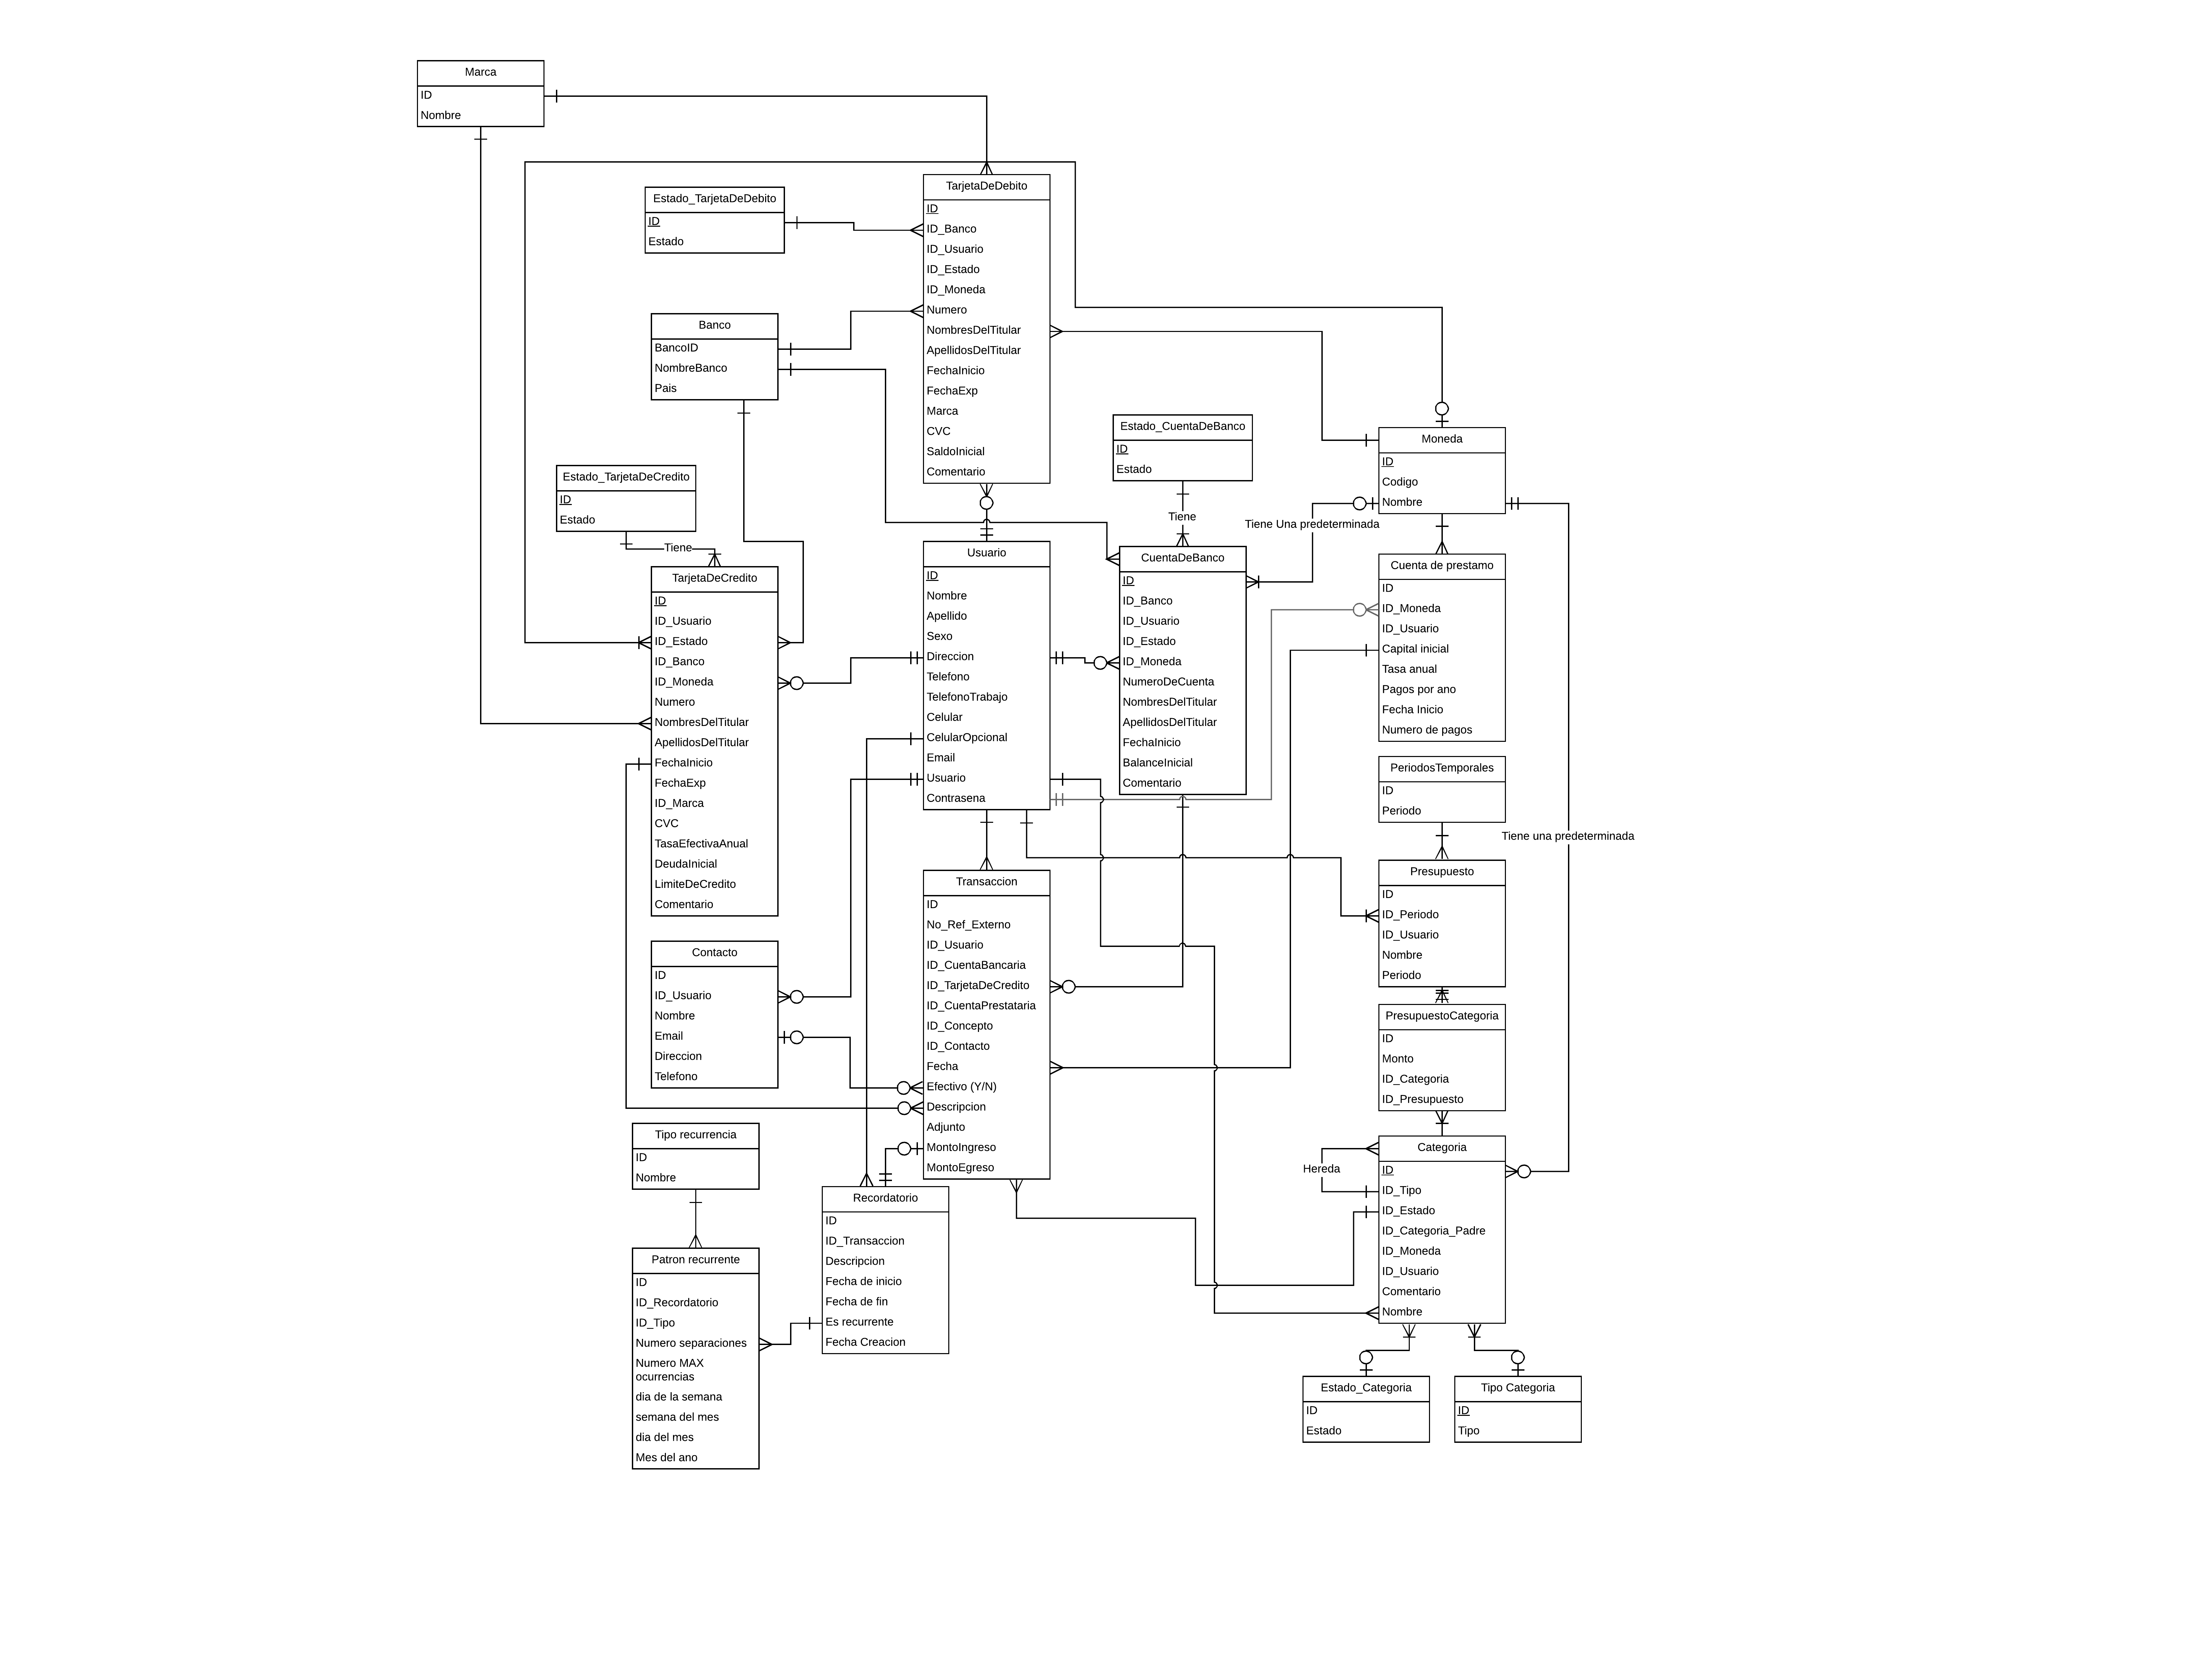 Marca
ID
Nombre
Estado_TarjetaDeDebito
ID
Estado
TarjetaDeDebito
ID
ID_Banco
ID_Usuario
ID_Estado
ID_Moneda
Numero
NombresDelTitular
ApellidosDelTitular
FechaInicio
FechaExp
Marca
CVC
SaldoInicial
Comentario
Banco
BancoID
NombreBanco
Pais
Estado_CuentaDeBanco
ID
Estado
Tiene
Moneda
ID
Codigo
Nombre
Tiene Una predeterminada
Estado_TarjetaDeCredito
ID
Estado
Tiene
TarjetaDeCredito
ID
ID_Usuario
ID_Estado
ID_Banco
ID_Moneda
Numero
NombresDelTitular
ApellidosDelTitular
FechaInicio
FechaExp
ID_Marca
CVC
TasaEfectivaAnual
DeudaInicial
LimiteDeCredito
Comentario
Usuario
ID
Nombre
Apellido
Sexo
Direccion
Telefono
TelefonoTrabajo
Celular
CelularOpcional
Email
Usuario
Contrasena
CuentaDeBanco
ID
ID_Banco
ID_Usuario
ID_Estado
ID_Moneda
NumeroDeCuenta
NombresDelTitular
ApellidosDelTitular
FechaInicio
BalanceInicial
Comentario
Cuenta de prestamo
ID
ID_Moneda
ID_Usuario
Capital inicial
Tasa anual
Pagos por ano
Fecha Inicio
Numero de pagos
PeriodosTemporales
ID
Periodo
Tiene una predeterminada
Presupuesto
ID
ID_Periodo
ID_Usuario
Nombre
Periodo
Contacto
ID
ID_Usuario
Nombre
Email
Direccion
Telefono
Transaccion
ID
No_Ref_Externo
ID_Usuario
ID_CuentaBancaria
ID_TarjetaDeCredito
ID_CuentaPrestataria
ID_Concepto
ID_Contacto
Fecha
Efectivo (Y/N)
Descripcion
Adjunto
MontoIngreso
MontoEgreso
PresupuestoCategoria
ID
Monto
ID_Categoria
ID_Presupuesto
Tipo recurrencia
ID
Nombre
Hereda
Categoria
ID
ID_Tipo
ID_Estado
ID_Categoria_Padre
ID_Moneda
ID_Usuario
Comentario
Nombre
Recordatorio
ID
ID_Transaccion
Descripcion
Fecha de inicio
Fecha de fin
Es recurrente
Fecha Creacion
Patron recurrente
ID
ID_Recordatorio
ID_Tipo
Numero separaciones
Numero MAX
ocurrencias
dia de la semana
semana del mes
dia del mes
Mes del ano
Estado_Categoria
ID
Estado
Tipo Categoria
ID
Tipo